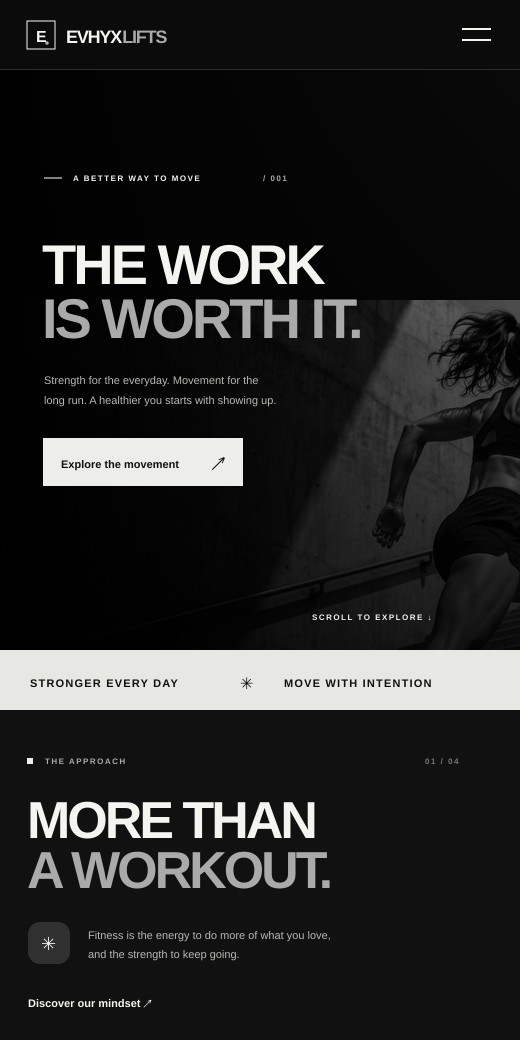 E
EVHYXLIFTS
A BETTER WAY TO MOVE
/ 001
THE WORK
IS WORTH IT.
Strength for the everyday. Movement for the
long run. A healthier you starts with showing up.
Explore the movement ↗
SCROLL TO EXPLORE ↓
STRONGER EVERY DAY ✳ MOVE WITH INTENTION
THE APPROACH
01 / 04
MORE THAN
A WORKOUT.
Fitness is the energy to do more of what you love,
and the strength to keep going.
Discover our mindset ↗